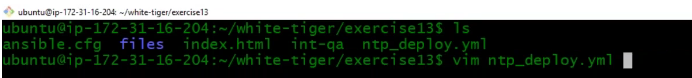 ubuntu@ip-172-31-16-204: ~/white-tiger/exercise13
ubuntu@ip-172-31-16-204:~/white-tiger/exercise13$ ls
ansible.cfg files index.html int-qa ntp_deploy.yml
ubuntu@ip-172-31-16-204:~/white-tiger/exercise13$ vim ntp_deploy.yml